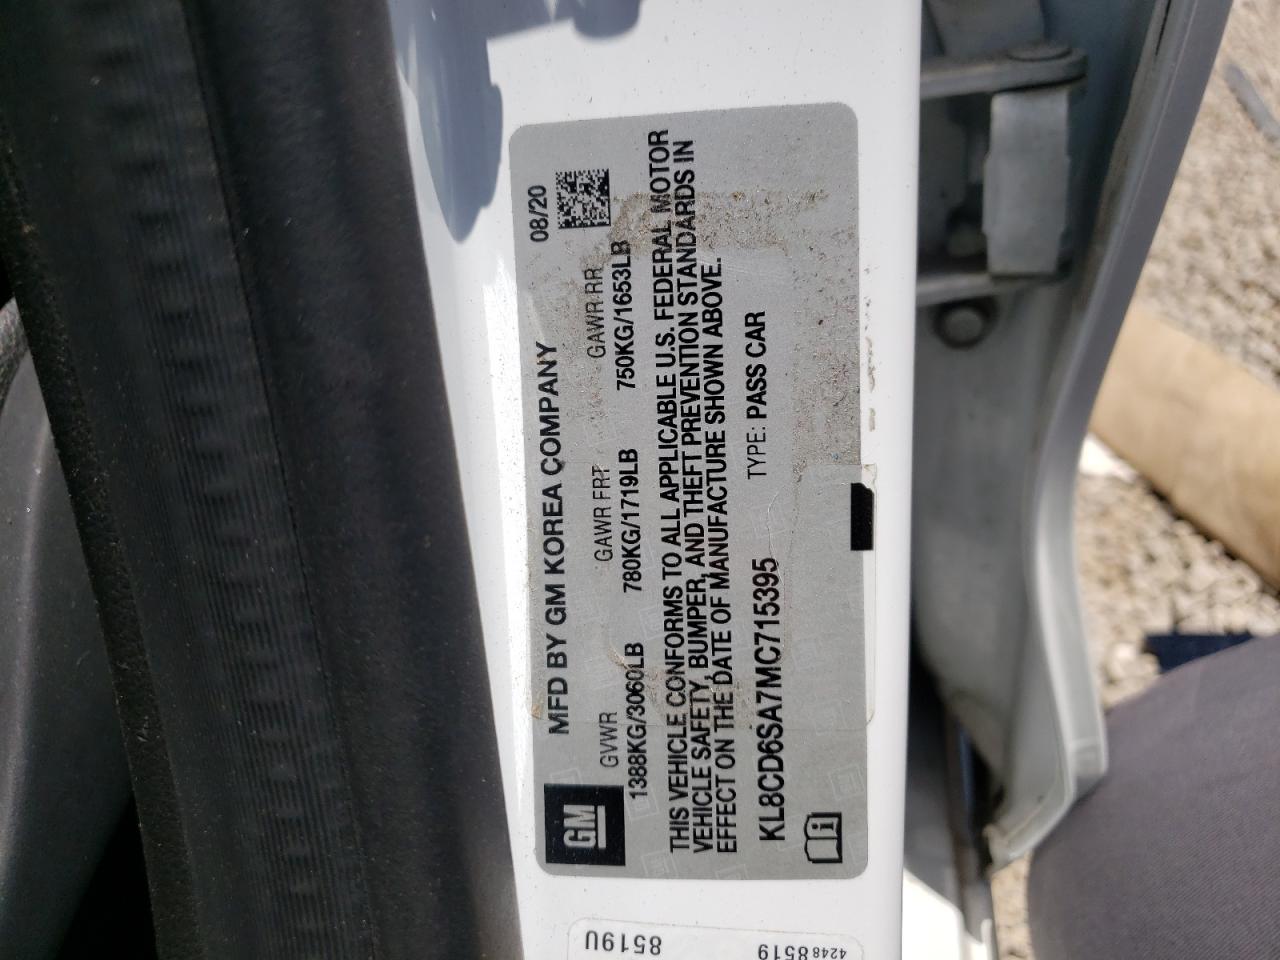 MFD BY GM KOREA COMPANY 08/20
GM
GVWR GAWR FRT GAWR RR
1388KG/3060LB 780KG/1719LB 750KG/1653LB
THIS VEHICLE CONFORMS TO ALL APPLICABLE U.S. FEDERAL MOTOR
VEHICLE SAFETY, BUMPER, AND THEFT PREVENTION STANDARDS IN
EFFECT ON THE DATE OF MANUFACTURE SHOWN ABOVE.
KL8CD6SA7MC715395 TYPE: PASS CAR
42488519
8519U